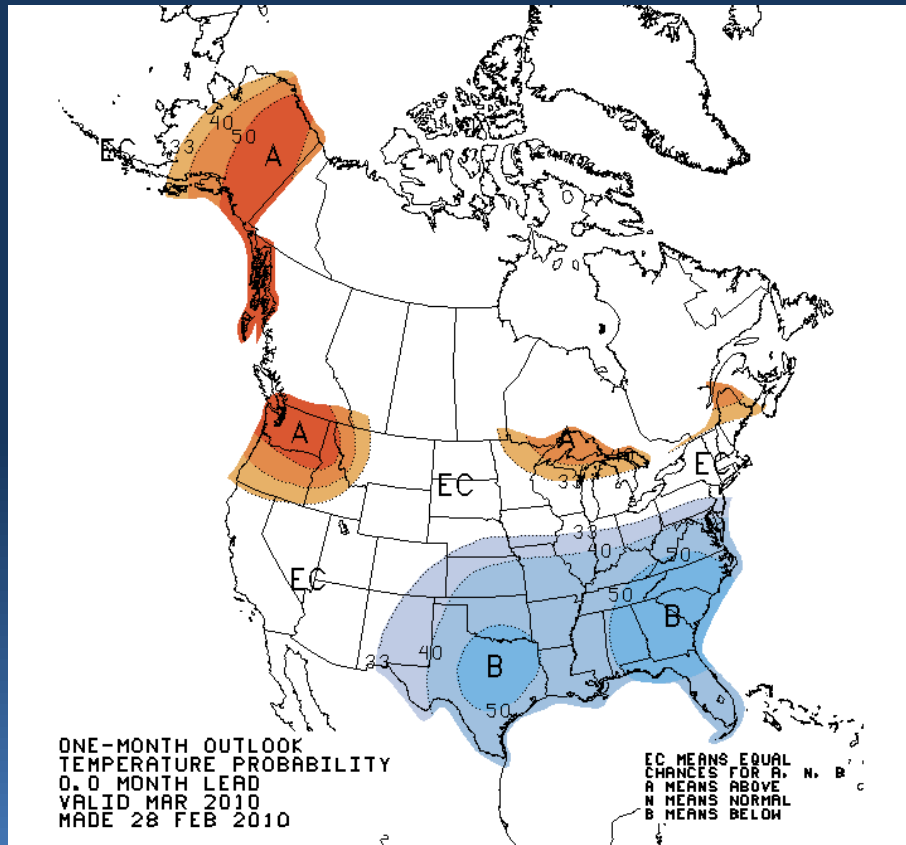 40
50
33
EC
A
A
A
EC
EC
33
EC
33
40
50
50
B
40
33
B
50
ONE-MONTH OUTLOOK
TEMPERATURE PROBABILITY
0.0 MONTH LEAD
VALID MAR 2010
MADE 28 FEB 2010
EC MEANS EQUAL
CHANCES FOR A, N, B
A MEANS ABOVE
N MEANS NORMAL
B MEANS BELOW